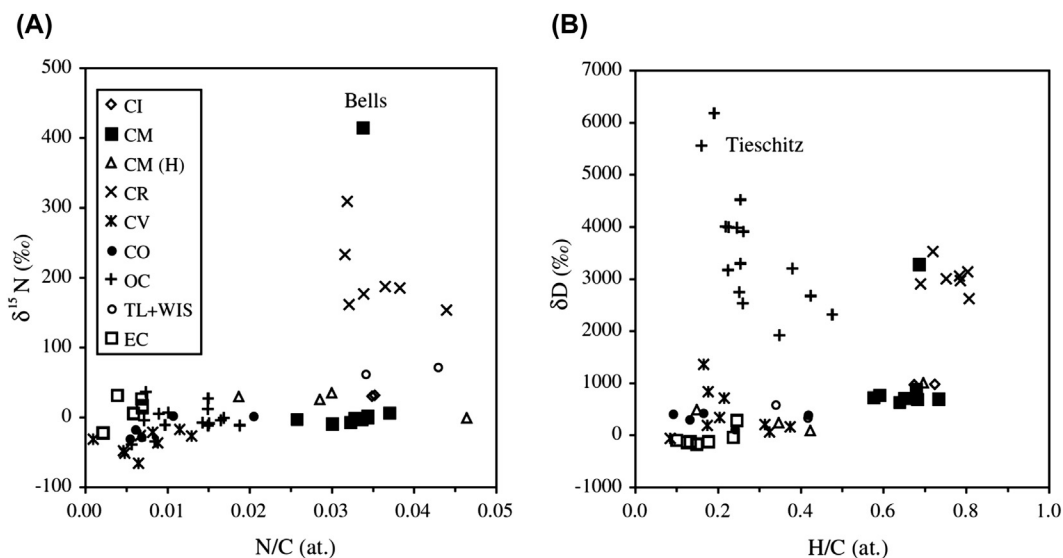 (A)
500
400
300
200
100
0
-100
δ¹⁵N (‰)
Bells
CI
CM
CM (H)
CR
CV
CO
OC
TL+WIS
EC
0.00
0.01
0.02
0.03
0.04
0.05
N/C (at.)
(B)
7000
6000
5000
4000
3000
2000
1000
0
-1000
δD (‰)
Tieschitz
0.0
0.2
0.4
0.6
0.8
1.0
H/C (at.)